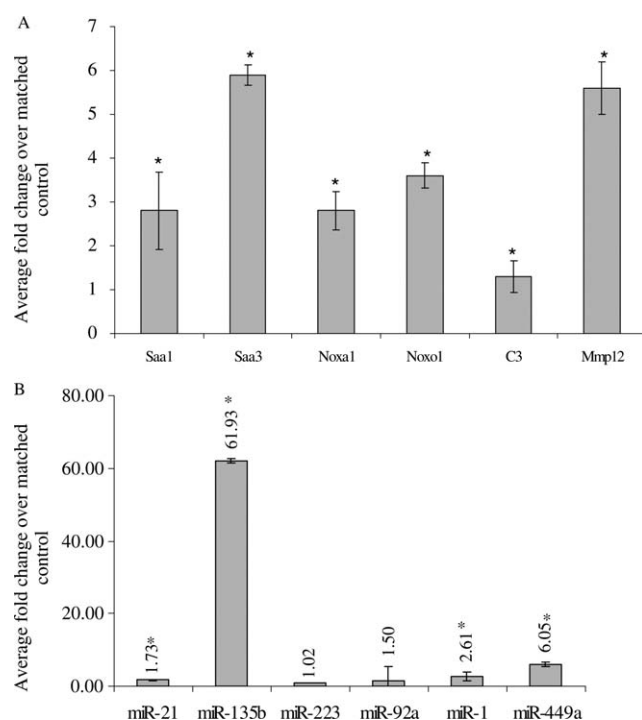 A
Average fold change over matched
control
7
6
5
4
3
2
1
0
*
*
*
*
*
*
Saa1
Saa3
Noxa1
Noxo1
C3
Mmp12
B
Average fold change over matched
control
80.00
60.00
40.00
20.00
0.00
1.73*
61.93 *
1.02
1.50
2.61*
6.05*
miR-21
miR-135b
miR-223
miR-92a
miR-1
miR-449a